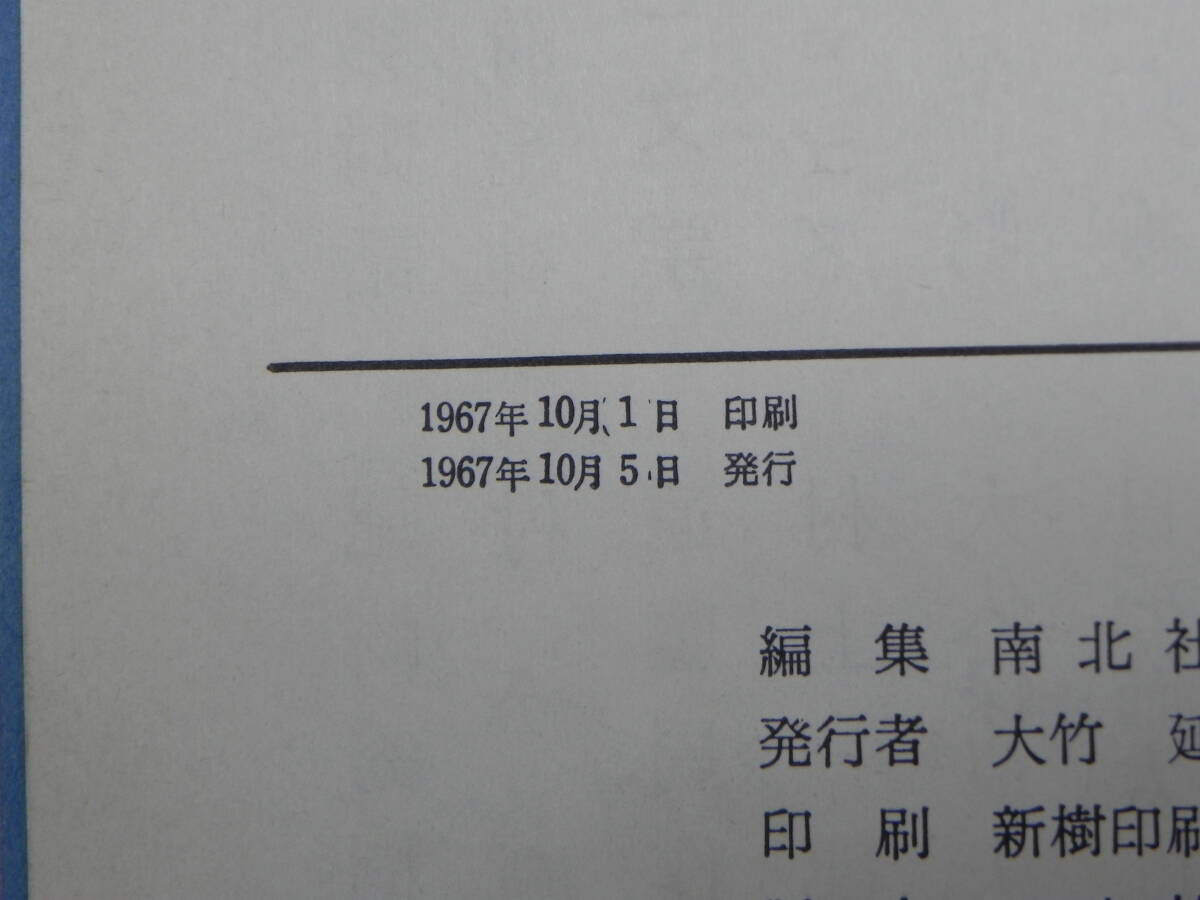 1967年10月1日 印刷
1967年10月5日 発行
編集 南北社
発行者 大竹 延
印刷 新樹印刷